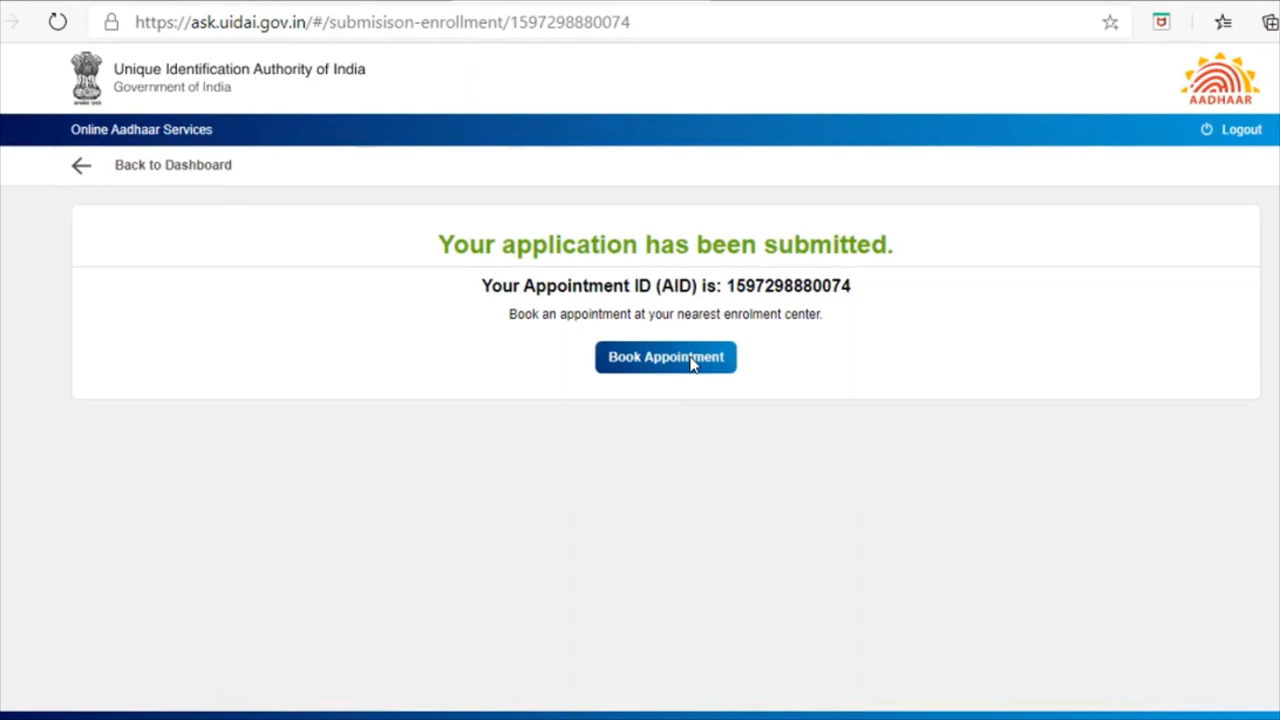 https://ask.uidai.gov.in/#/submisison-enrollment/1597298880074
Unique Identification Authority of India
Government of India
AADHAAR
Online Aadhaar Services
Logout
Back to Dashboard
Your application has been submitted.
Your Appointment ID (AID) is: 1597298880074
Book an appointment at your nearest enrolment center.
Book Appointment